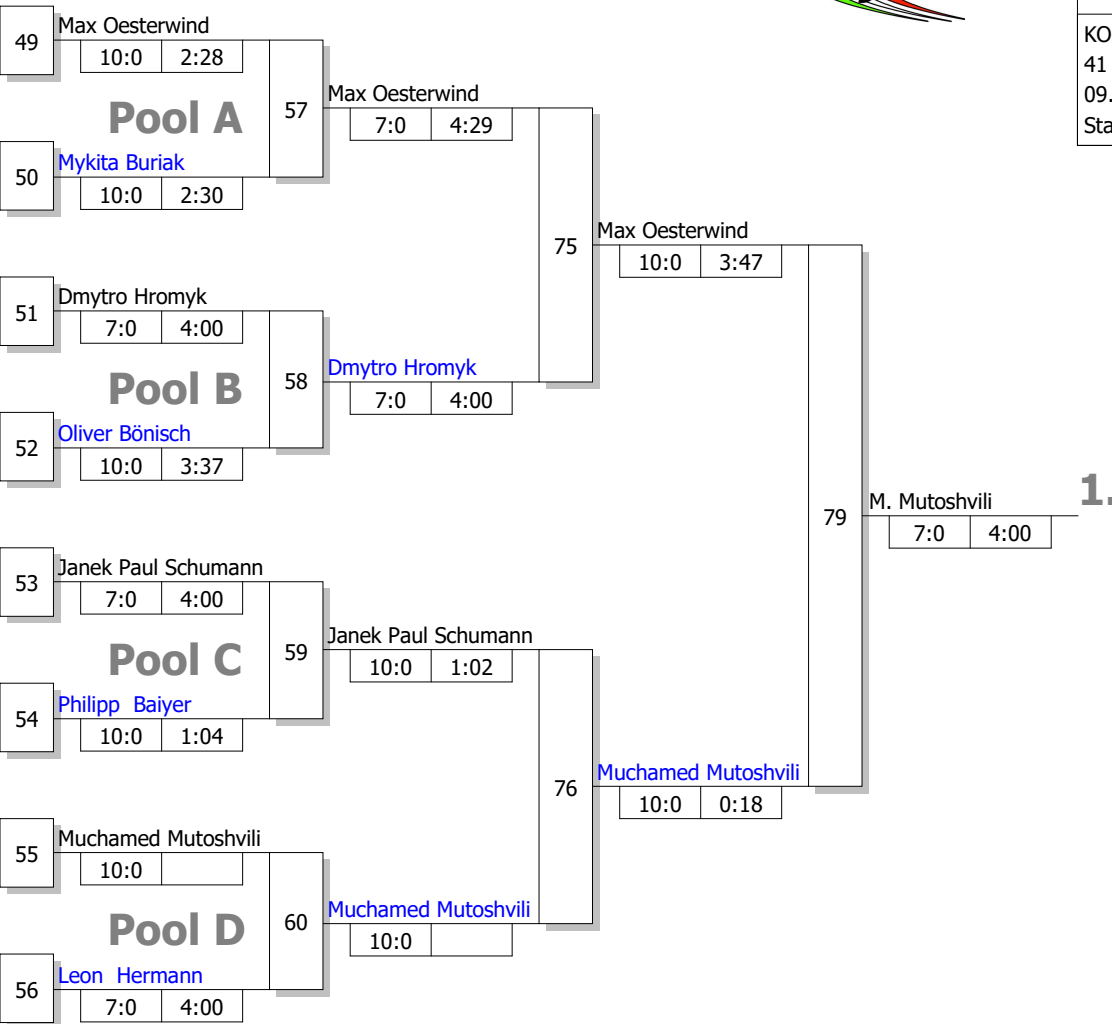 49
Max Oesterwind
10:0 2:28
Pool A
50
Mykita Buriak
10:0 2:30
57
Max Oesterwind
7:0 4:29
51
Dmytro Hromyk
7:0 4:00
Pool B
52
Oliver Bönisch
10:0 3:37
58
Dmytro Hromyk
7:0 4:00
75
Max Oesterwind
10:0 3:47
53
Janek Paul Schumann
7:0 4:00
Pool C
54
Philipp Baiyer
10:0 1:04
59
Janek Paul Schumann
10:0 1:02
55
Muchamed Mutoshvili
10:0
Pool D
56
Leon Hermann
7:0 4:00
60
Muchamed Mutoshvili
10:0
76
Muchamed Mutoshvili
10:0 0:18
79
M. Mutoshvili
7:0 4:00
1.
KO
41
09.
Sta